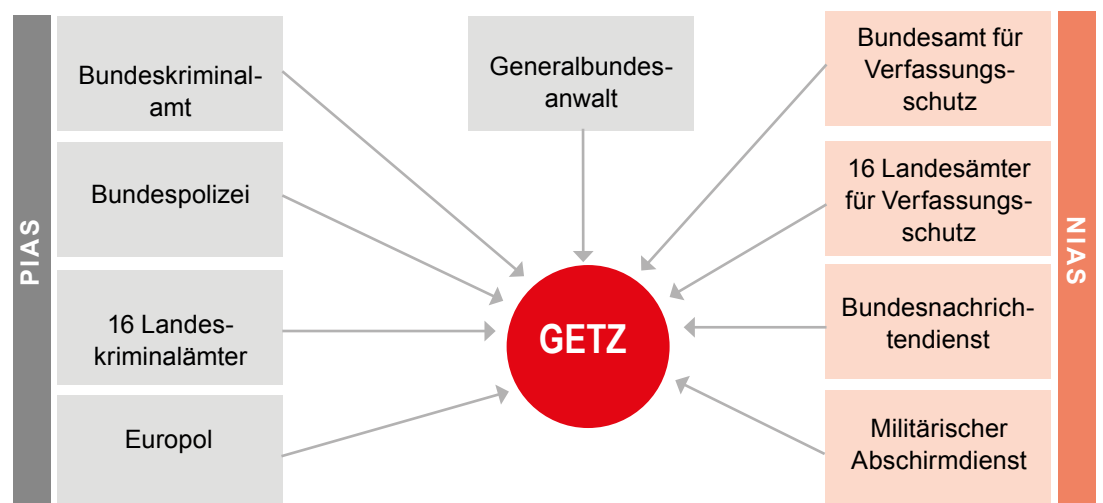 PIAS
Bundeskriminal-
amt
Bundespolizei
16 Landes-
kriminalämter
Europol
Generalbundes-
anwalt
GETZ
Bundesamt für
Verfassungs-
schutz
16 Landesämter
für Verfassungs-
schutz
Bundesnachrich-
tendienst
Militärischer
Abschirmdienst
NIAS